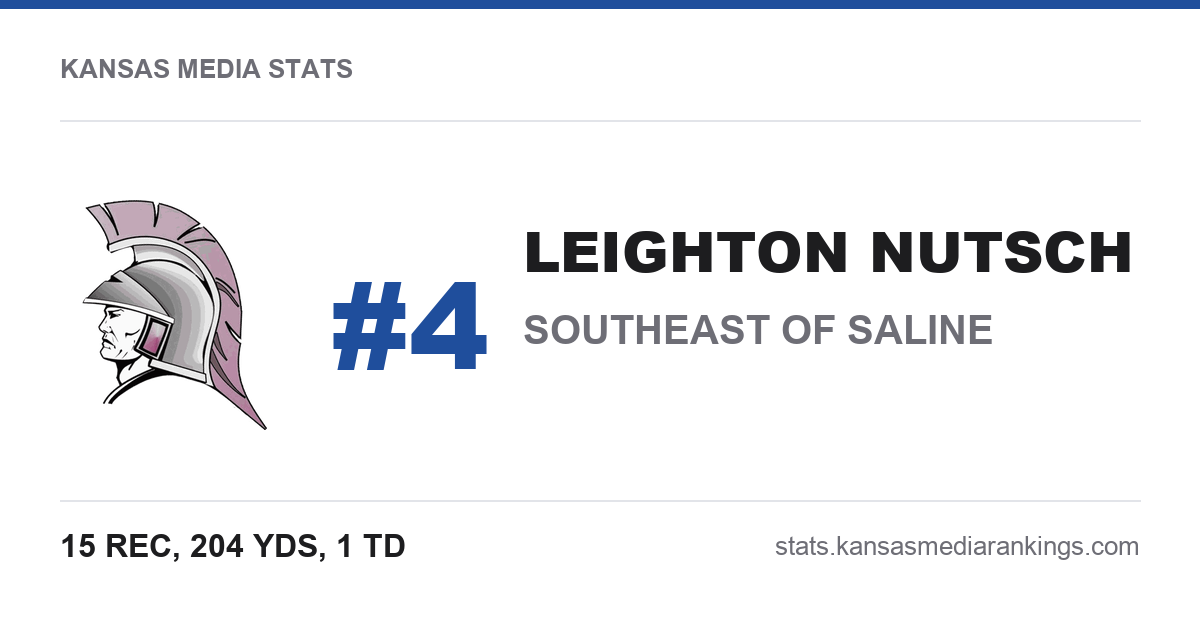 KANSAS MEDIA STATS
#4
LEIGHTON NUTSCH
SOUTHEAST OF SALINE
15 REC, 204 YDS, 1 TD
stats.kansasmediarankings.com